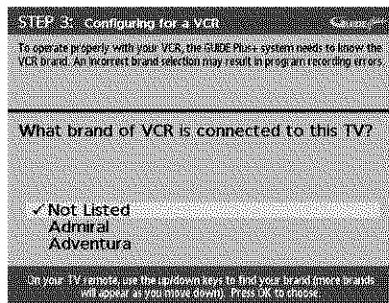 STEP 3: Configuring for a VCR
To operate properly with your VCR, the GUIDE Plus+ system needs to know the
VCR brand. An incorrect brand selection may result in program recording errors.
What brand of VCR is connected to this TV?
✓ Not Listed
Admiral
Adventura
On your TV remote, use the up/down keys to find your brand (more brands
will appear as you move down). Press OK to choose.